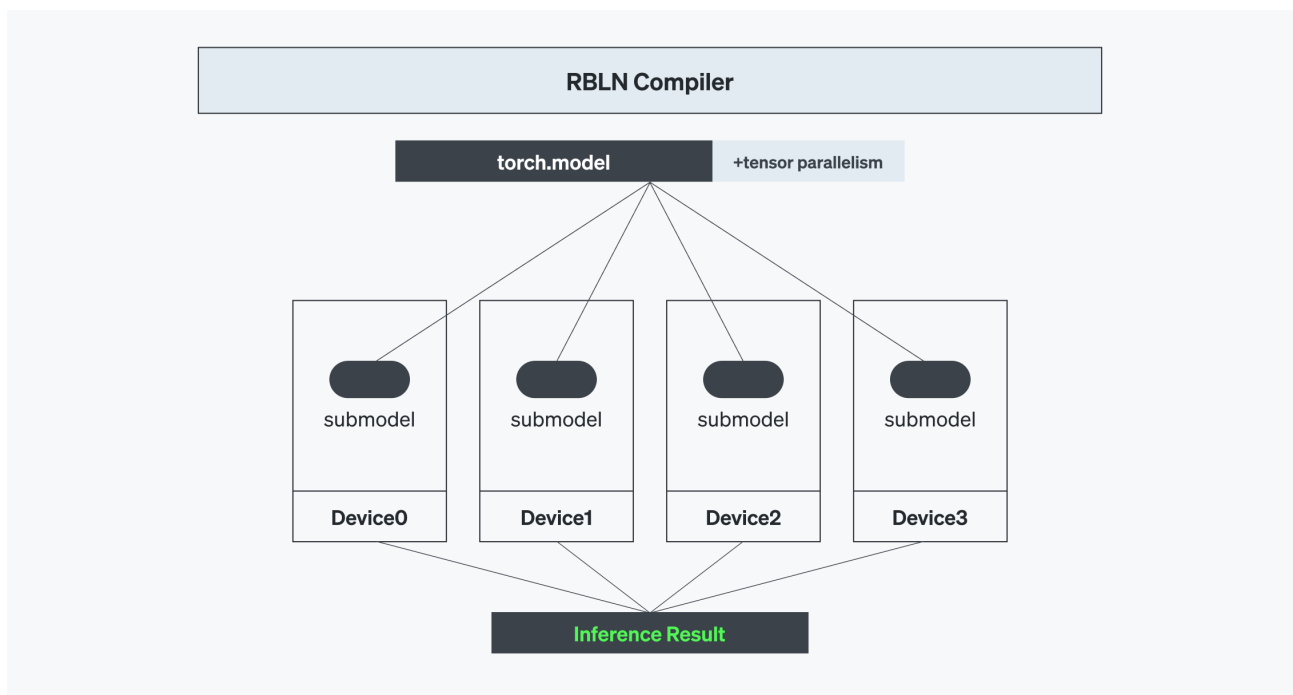 RBLN Compiler
torch.model
+tensor parallelism
submodel
submodel
submodel
submodel
Device0
Device1
Device2
Device3
Inference Result